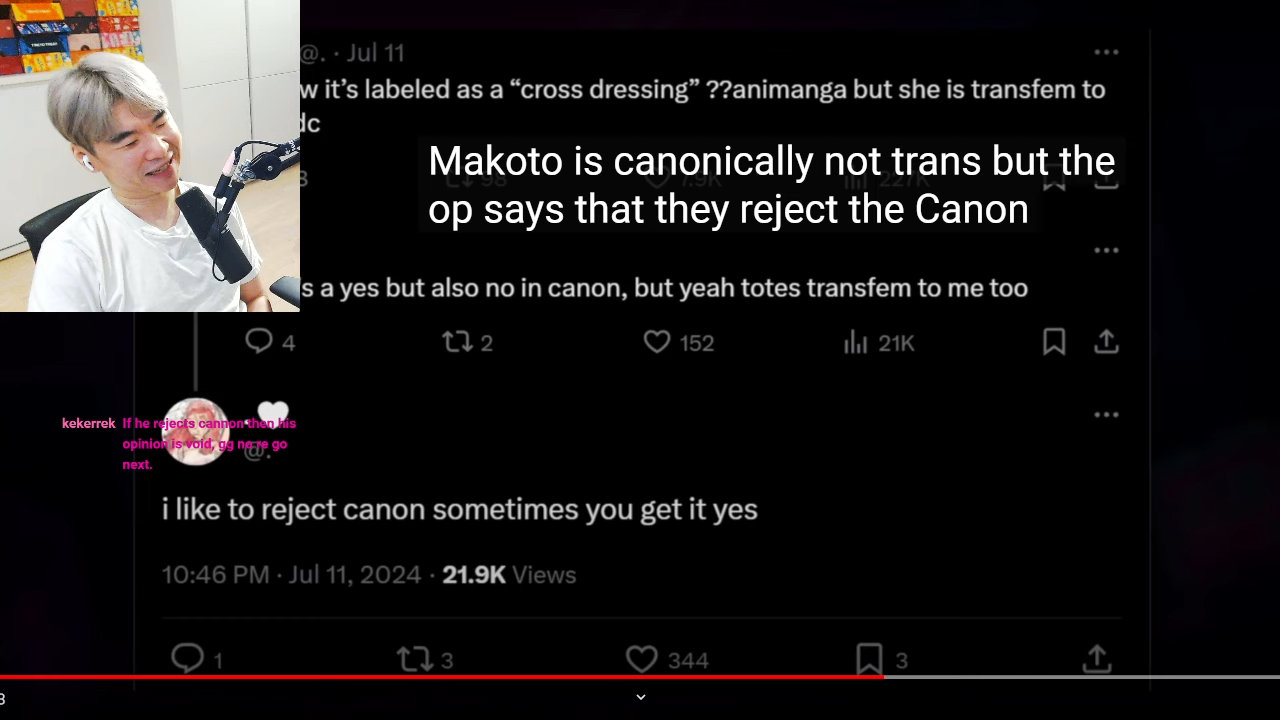 @. · Jul 11
w it’s labeled as a “cross dressing” ??animanga but she is transfem to
dc
Makoto is canonically not trans but the
op says that they reject the Canon
s a yes but also no in canon, but yeah totes transfem to me too
4 2 152 21K
kekerrek If he rejects cannon then his
opinion is void, gg no re go
next.
@.
i like to reject canon sometimes you get it yes
10:46 PM · Jul 11, 2024 · 21.9K Views
1 3 344 3